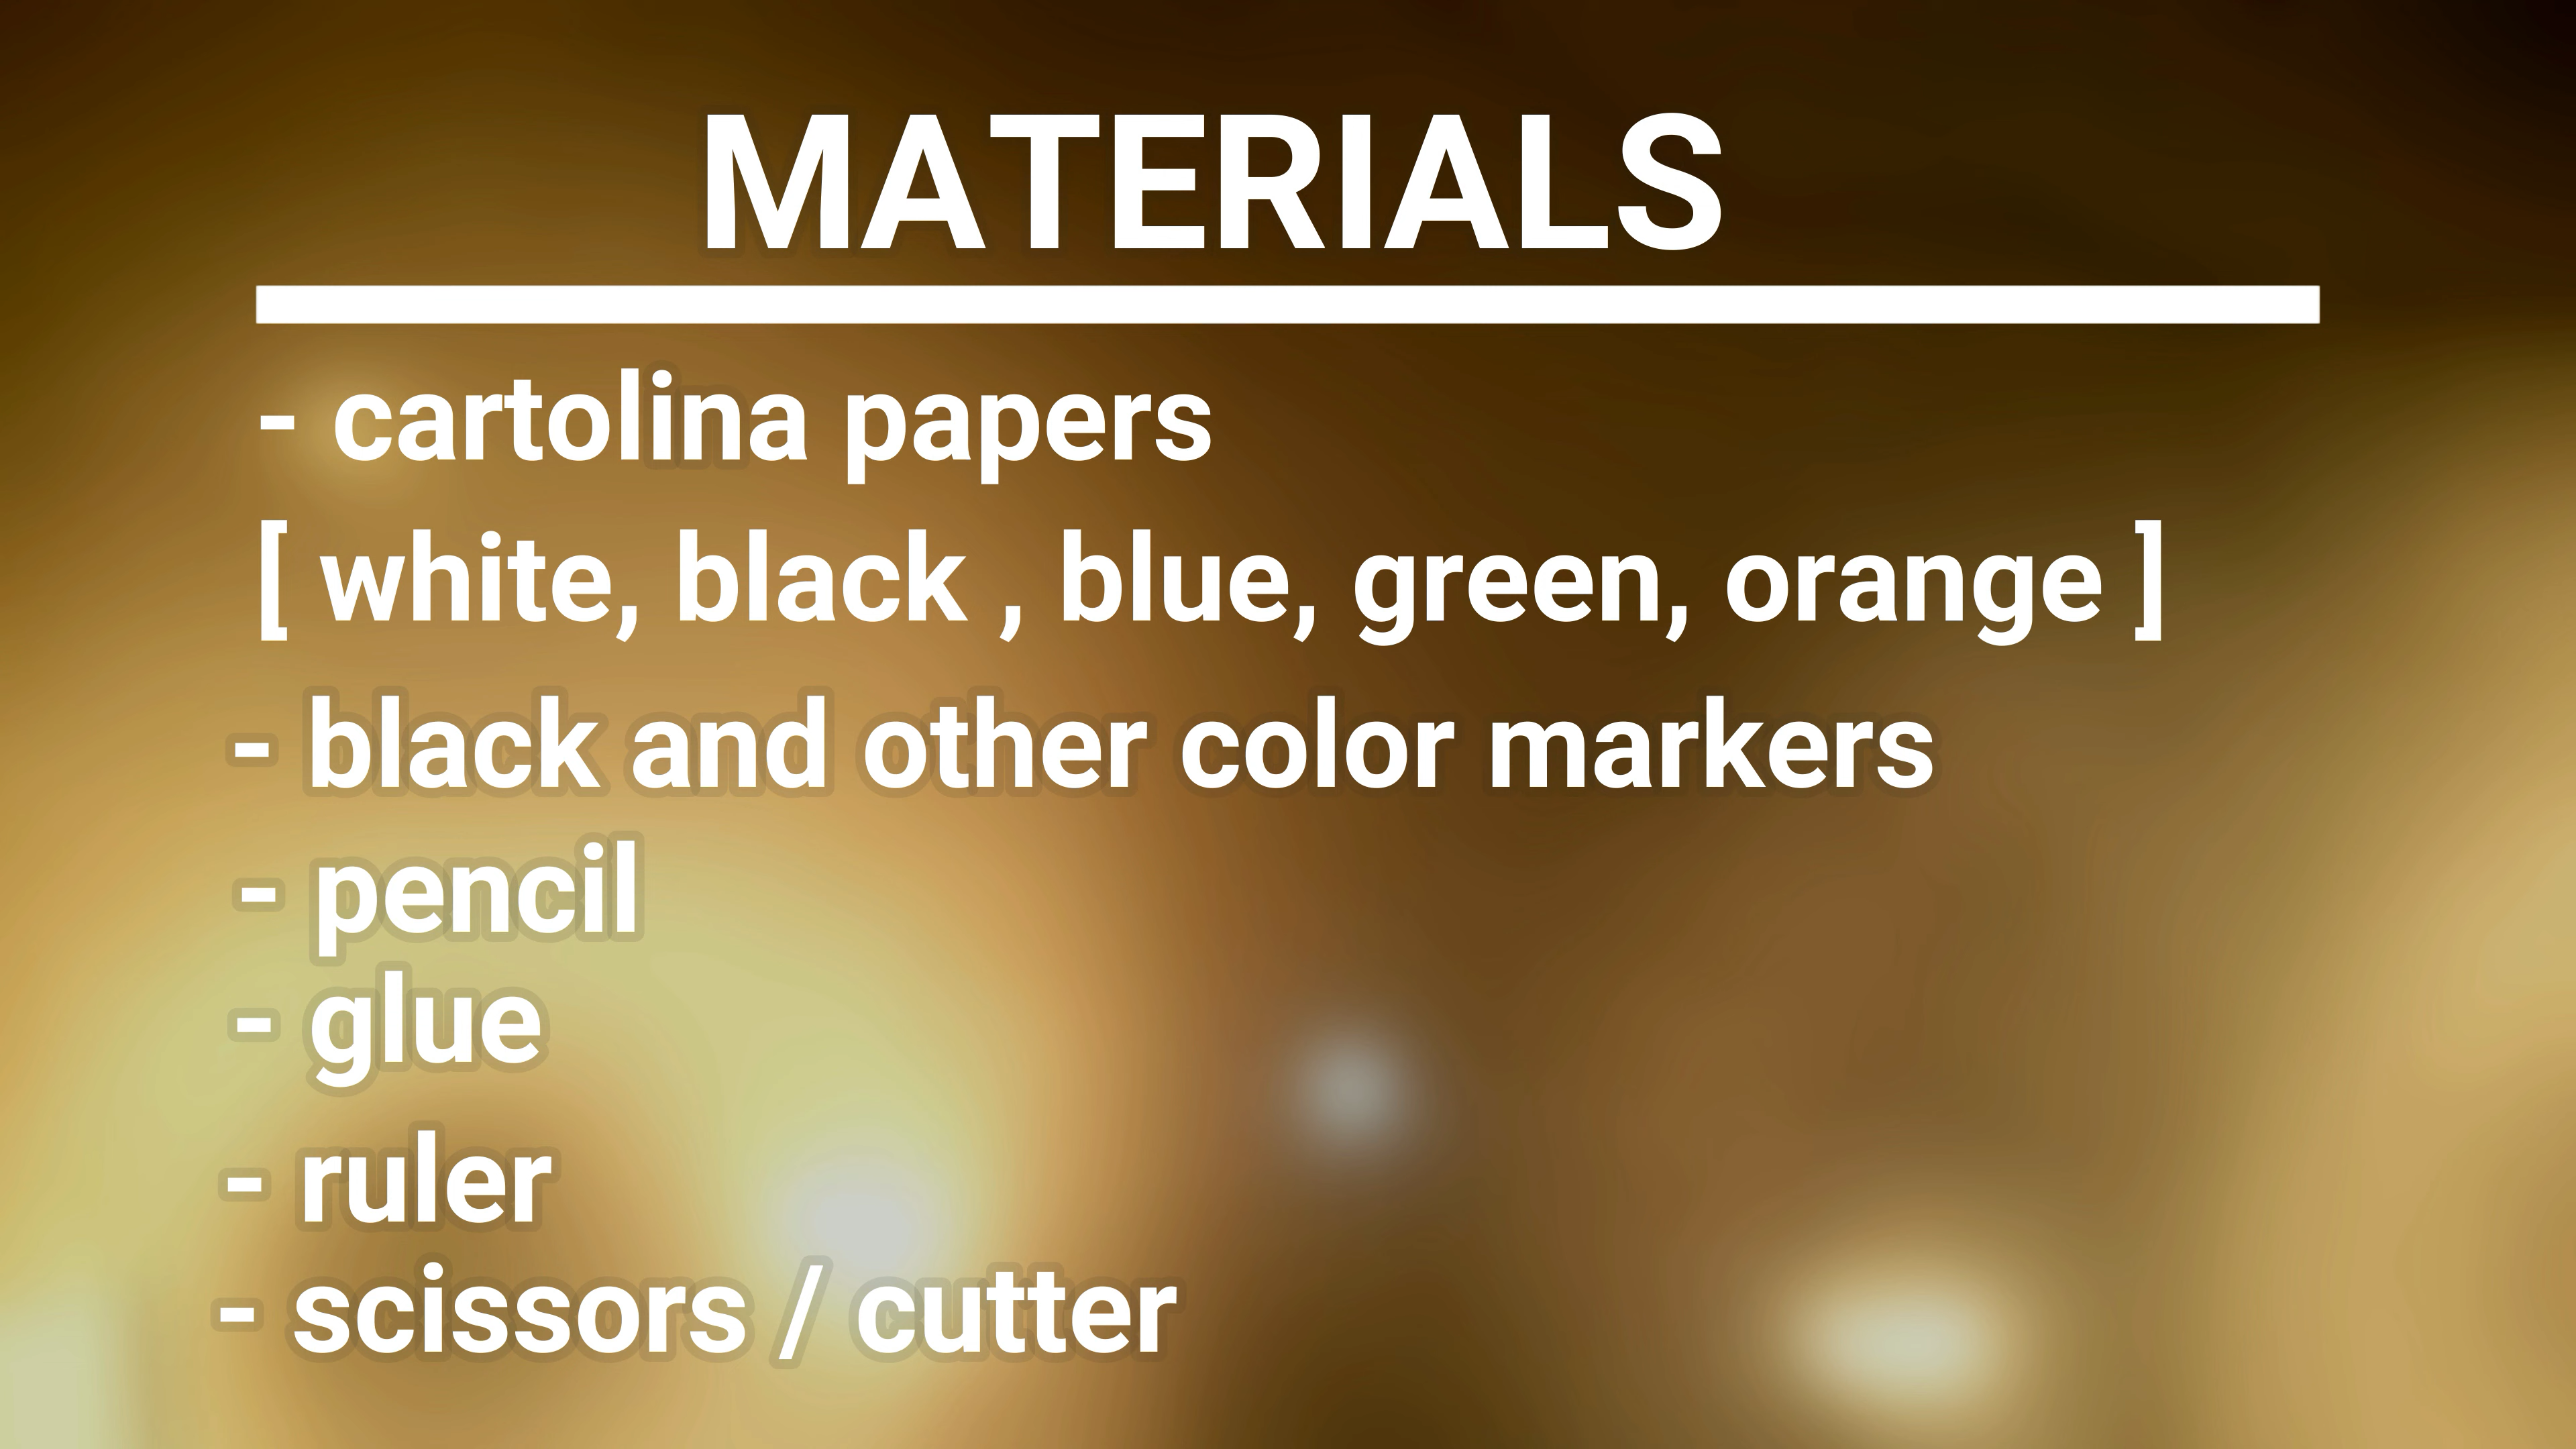 MATERIALS
- cartolina papers
[ white, black , blue, green, orange ]
- black and other color markers
- pencil
- glue
- ruler
- scissors / cutter